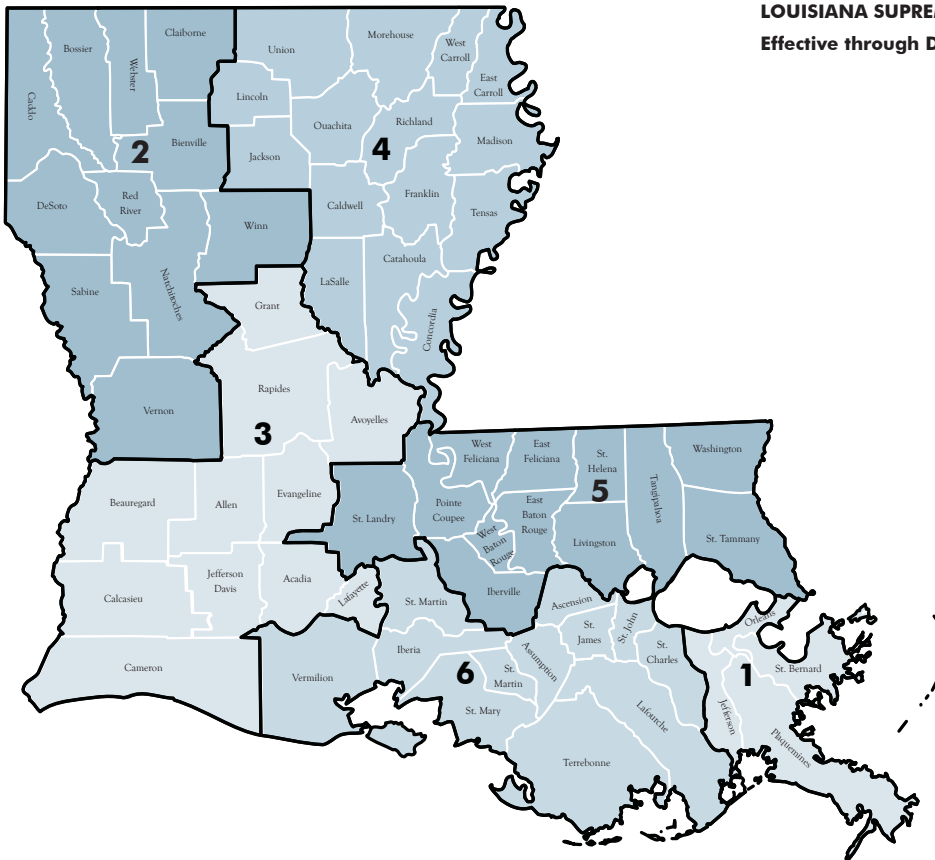 LOUISIANA SUPREM
Effective through D
Claiborne
Bossier
Webster
Caddo
Union
Morehouse
West
Carroll
East
Carroll
Lincoln
Ouachita
Richland
Madison
2
Bienville
4
Jackson
DeSoto
Red
River
Caldwell
Franklin
Tensas
Winn
Catahoula
Sabine
Natchitoches
LaSalle
Grant
Concordia
Rapides
Vernon
3
Avoyelles
West
Feliciana
East
Feliciana
St.
Helena
5
Tangipahoa
Washington
Beauregard
Allen
Evangeline
St. Landry
Pointe
Coupee
East
Baton
Rouge
West
Baton
Rouge
Livingston
St. Tammany
Calcasieu
Jefferson
Davis
Acadia
Lafayette
St. Martin
Iberville
Ascension
St.
James
St. John
St.
Charles
Orleans
Cameron
Vermilion
Iberia
6
St.
Martin
Assumption
St. Mary
Lafourche
Terrebonne
1
St. Bernard
Jefferson
Plaquemines